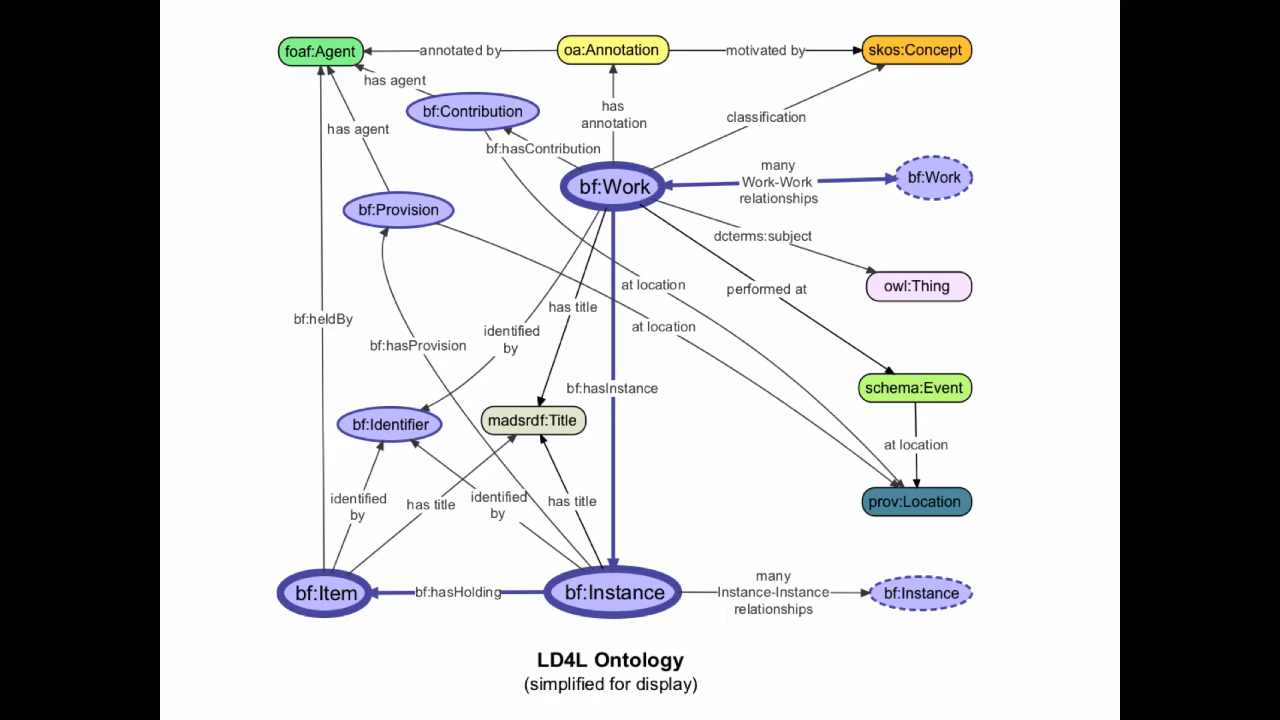 foaf:Agent
annotated by
oa:Annotation
motivated by
skos:Concept
has agent
bf:Contribution
has
annotation
classification
has agent
bf:hasContribution
many
Work-Work
relationships
bf:Work
bf:Work
bf:Provision
dcterms:subject
at location
performed at
owl:Thing
has title
at location
bf:heldBy
identified
by
bf:hasProvision
bf:hasInstance
schema:Event
bf:Identifier
madsrdf:Title
at location
identified
by
has title
identified
by
has title
prov:Location
bf:Item
bf:hasHolding
bf:Instance
many
Instance-Instance
relationships
bf:Instance
LD4L Ontology
(simplified for display)